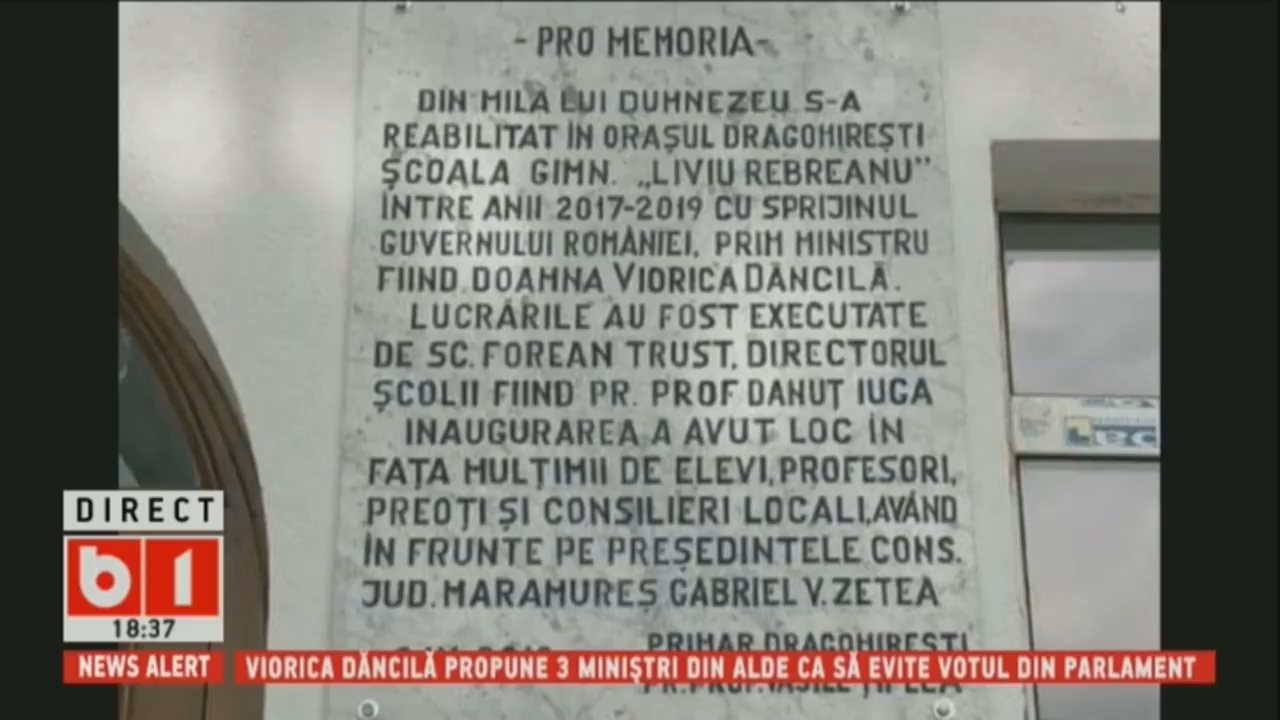 - PRO MEMORIA -
DIN MILA LUI DUMNEZEU S-A
REABILITAT ÎN ORAȘUL DRAGOMIREȘTI
ȘCOALA GIMN. „LIVIU REBREANU”
ÎNTRE ANII 2017-2019 CU SPRIJINUL
GUVERNULUI ROMÂNIEI, PRIM MINISTRU
FIIND DOAMNA VIORICA DĂNCILĂ.
LUCRĂRILE AU FOST EXECUTATE
DE SC. FOREAN TRUST, DIRECTORUL
ȘCOLII FIIND PR. PROF DANUȚ IUGA
INAUGURAREA A AVUT LOC ÎN
FAȚA MULȚIMII DE ELEVI, PROFESORI,
PREOȚI ȘI CONSILIERI LOCALI, AVÂND
ÎN FRUNTE PE PREȘEDINTELE CONS.
JUD. MARAMUREȘ GABRIEL V. ZETEA
PRIMAR DRAGOMIREȘTI
DIRECT
b1
18:37
NEWS ALERT VIORICA DĂNCILĂ PROPUNE 3 MINIȘTRI DIN ALDE CA SĂ EVITE VOTUL DIN PARLAMENT